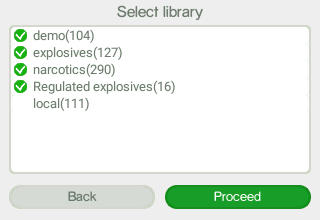 Select library
demo(104)
explosives(127)
narcotics(290)
Regulated explosives(16)
local(111)
Back
Proceed